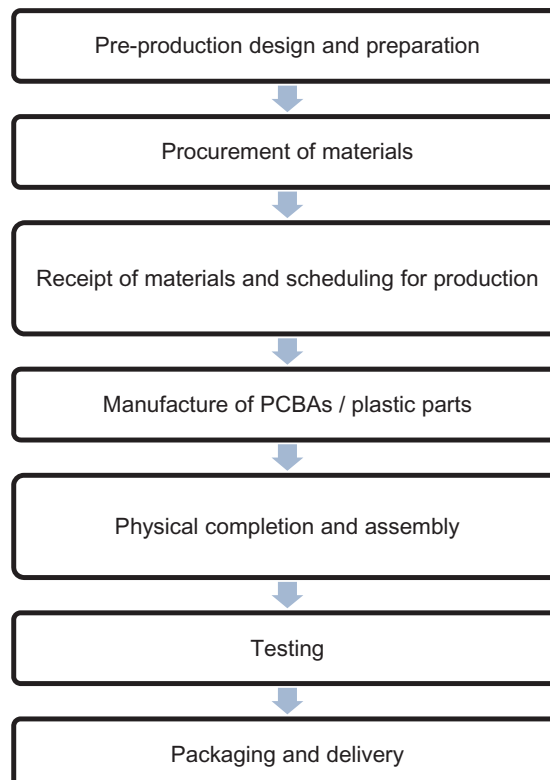 Pre-production design and preparation
Procurement of materials
Receipt of materials and scheduling for production
Manufacture of PCBAs / plastic parts
Physical completion and assembly
Testing
Packaging and delivery